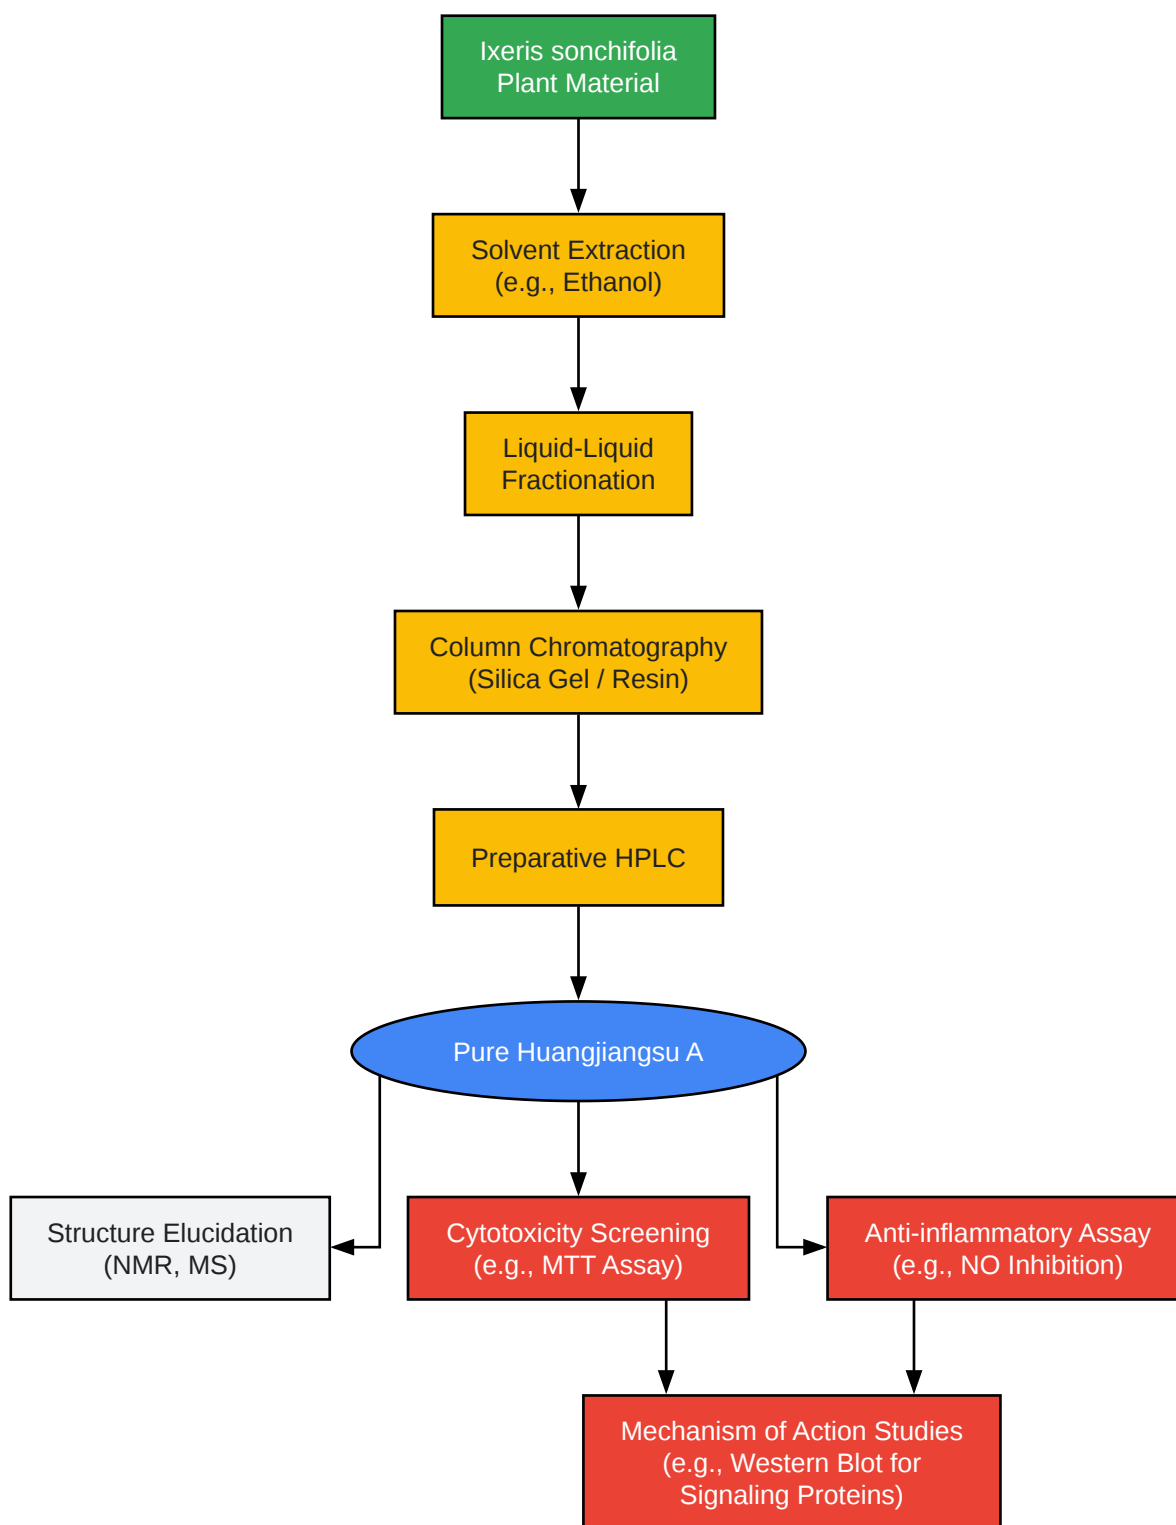 Ixeris sonchifolia
Plant Material
Solvent Extraction
(e.g., Ethanol)
Liquid-Liquid
Fractionation
Column Chromatography
(Silica Gel / Resin)
Preparative HPLC
Pure Huangjiangsu A
Structure Elucidation
(NMR, MS)
Cytotoxicity Screening
(e.g., MTT Assay)
Anti-inflammatory Assay
(e.g., NO Inhibition)
Mechanism of Action Studies
(e.g., Western Blot for
Signaling Proteins)